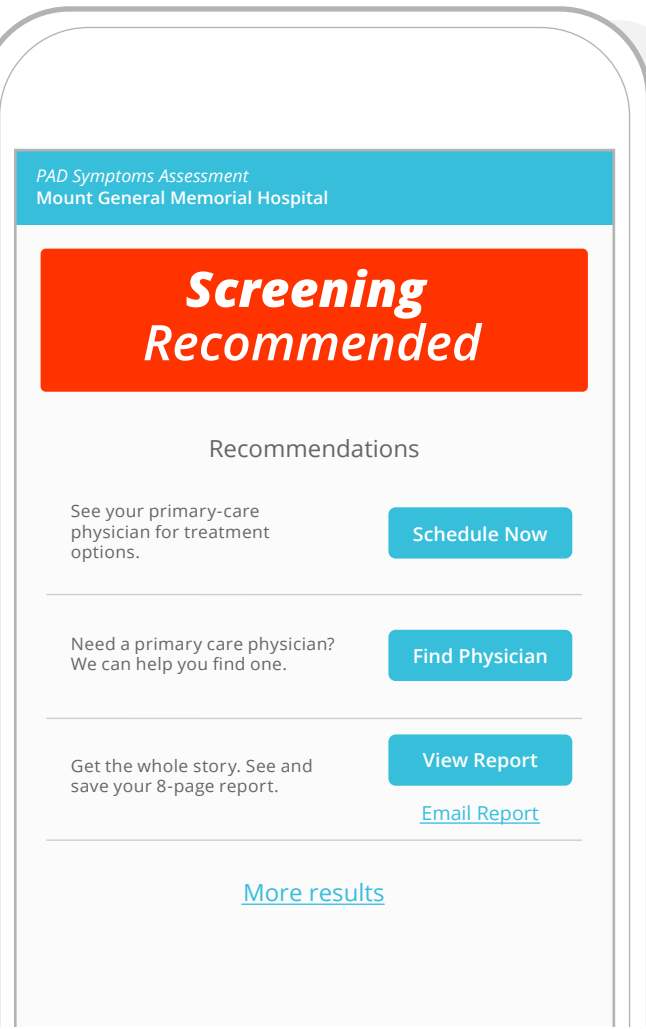 PAD Symptoms Assessment
Mount General Memorial Hospital
Screening
Recommended
Recommendations
See your primary-care
physician for treatment
options.
Schedule Now
Need a primary care physician?
We can help you find one.
Find Physician
Get the whole story. See and
save your 8-page report.
View Report
Email Report
More results